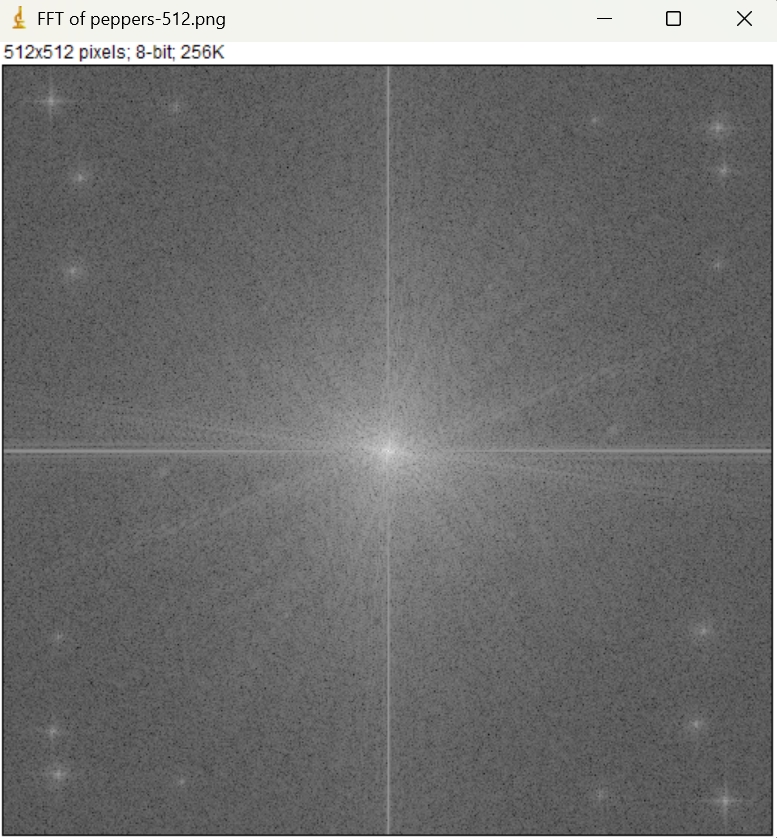 FFT of peppers-512.png
512x512 pixels; 8-bit; 256K